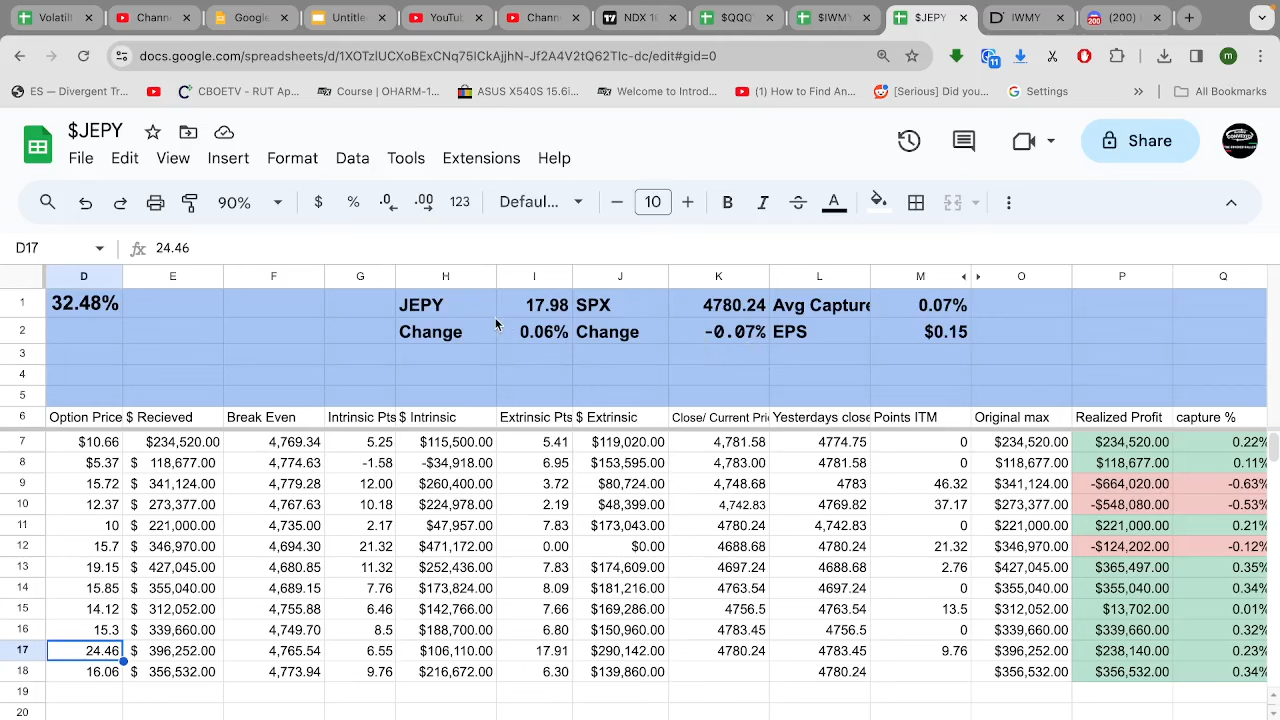 Volatili
Chann
Google
Untitle
YouTu
Chann
NDX 1
$QQQ
$IWMY
$JEPY
IWMY
(200)
docs.google.com/spreadsheets/d/1XOTzIUCXoBExCNq75ICkAjjhN-Jf2A4V2tQ62TIc-dc/edit#gid=0
11
m
ES — Divergent Tr...
CBOETV - RUT Ap...
Course | OHARM-1...
ASUS X540S 15.6i...
Welcome to Introd...
(1) How to Find An...
[Serious] Did you...
Settings
All Bookmarks
$JEPY
File Edit View Insert Format Data Tools Extensions Help
Share
90% $ % .0 .00 123 Defaul... 10 B I A
D17 fx 24.46
D E F G H I J K L M O P Q
1 32.48% JEPY 17.98 SPX 4780.24 Avg Capture 0.07%
2 Change 0.06% Change -0.07% EPS $0.15
3
4
5
6 Option Price $ Recieved Break Even Intrinsic Pts $ Intrinsic Extrinsic Pts $ Extrinsic Close/ Current Pri Yesterdays close Points ITM Original max Realized Profit capture %
7 $10.66 $234,520.00 4,769.34 5.25 $115,500.00 5.41 $119,020.00 4,781.58 4774.75 0 $234,520.00 $234,520.00 0.22%
8 $5.37 $ 118,677.00 4,774.63 -1.58 -$34,918.00 6.95 $153,595.00 4,783.00 4781.58 0 $118,677.00 $118,677.00 0.11%
9 15.72 $ 341,124.00 4,779.28 12.00 $260,400.00 3.72 $80,724.00 4,748.68 4783 46.32 $341,124.00 -$664,020.00 -0.63%
10 12.37 $ 273,377.00 4,767.63 10.18 $224,978.00 2.19 $48,399.00 4,742.83 4769.82 37.17 $273,377.00 -$548,080.00 -0.53%
11 10 $ 221,000.00 4,735.00 2.17 $47,957.00 7.83 $173,043.00 4780.24 4,742.83 0 $221,000.00 $221,000.00 0.21%
12 15.7 $ 346,970.00 4,694.30 21.32 $471,172.00 0.00 $0.00 4688.68 4780.24 21.32 $346,970.00 -$124,202.00 -0.12%
13 19.15 $ 427,045.00 4,680.85 11.32 $252,436.00 7.83 $174,609.00 4697.24 4688.68 2.76 $427,045.00 $365,497.00 0.35%
14 15.85 $ 355,040.00 4,689.15 7.76 $173,824.00 8.09 $181,216.00 4763.54 4697.24 0 $355,040.00 $355,040.00 0.34%
15 14.12 $ 312,052.00 4,755.88 6.46 $142,766.00 7.66 $169,286.00 4756.5 4763.54 13.5 $312,052.00 $13,702.00 0.01%
16 15.3 $ 339,660.00 4,749.70 8.5 $188,700.00 6.80 $150,960.00 4783.45 4756.5 0 $339,660.00 $339,660.00 0.32%
17 24.46 $ 396,252.00 4,765.54 6.55 $106,110.00 17.91 $290,142.00 4780.24 4783.45 9.76 $396,252.00 $238,140.00 0.23%
18 16.06 $ 356,532.00 4,773.94 9.76 $216,672.00 6.30 $139,860.00 4780.24 $356,532.00 $356,532.00 0.34%
19
20